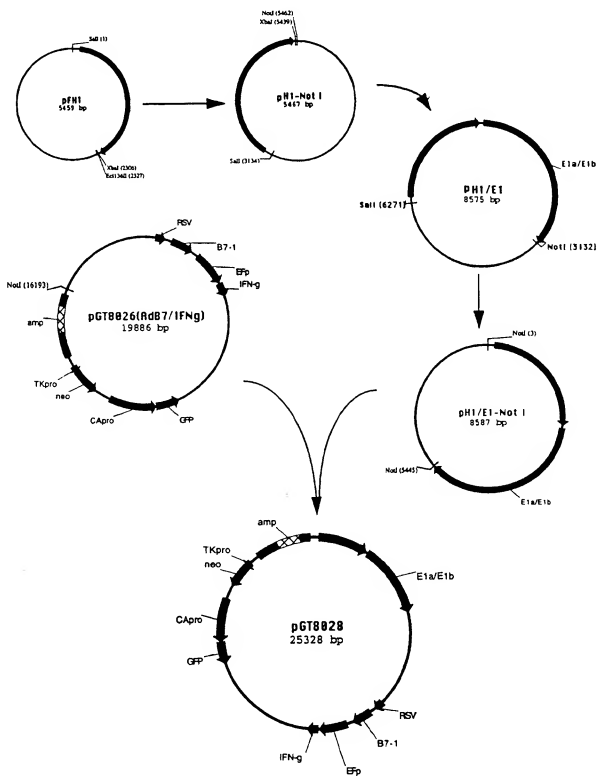 SalI (1)
pFH1
5459 bp
XbaI (2306)
Ecl136II (2327)
NotI (5462)
XbaI (5439)
pH1-Not I
5467 bp
SalI (3134)
E1a/E1b
pH1/E1
8575 bp
SalI (6271)
NotI (3132)
RSV
B7-1
EFp
IFN-g
NotI (16193)
pGT8026(AdB7/IFNg)
19886 bp
amp
TKpro
neo
CApro
GFP
NotI (3)
pH1/E1-Not I
8587 bp
NotI (5445)
E1a/E1b
amp
TKpro
neo
E1a/E1b
CApro
pGT8028
25328 bp
GFP
RSV
B7-1
IFN-g
EFp